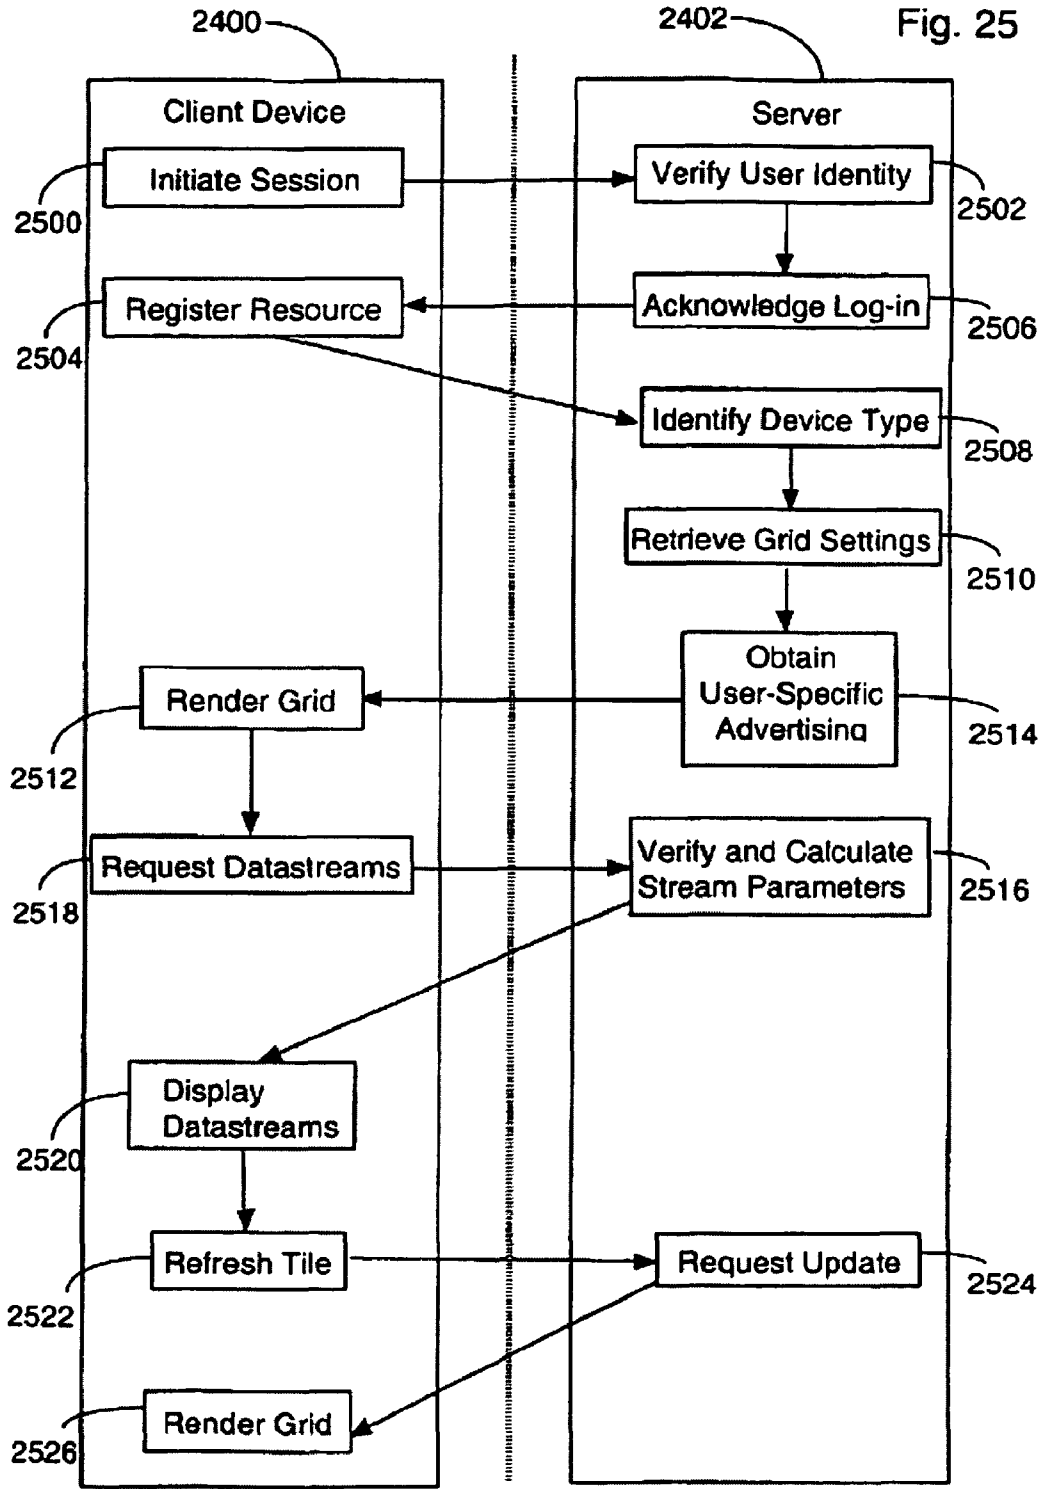 2400
2402
Fig. 25
Client Device
Server
Initiate Session
Verify User Identity
2500
2502
Register Resource
Acknowledge Log-in
2504
2506
Identify Device Type
2508
Retrieve Grid Settings
2510
Obtain
User-Specific
Advertising
Render Grid
2512
2514
Request Datastreams
Verify and Calculate
Stream Parameters
2518
2516
Display
Datastreams
2520
Refresh Tile
Request Update
2522
2524
Render Grid
2526